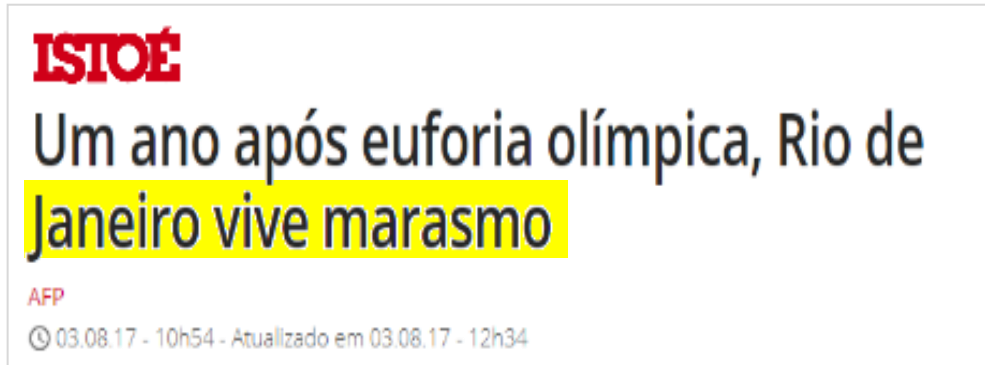 ISTOÉ
Um ano após euforia olímpica, Rio de
Janeiro vive marasmo
AFP
03.08.17 - 10h54 - Atualizado em 03.08.17 - 12h34